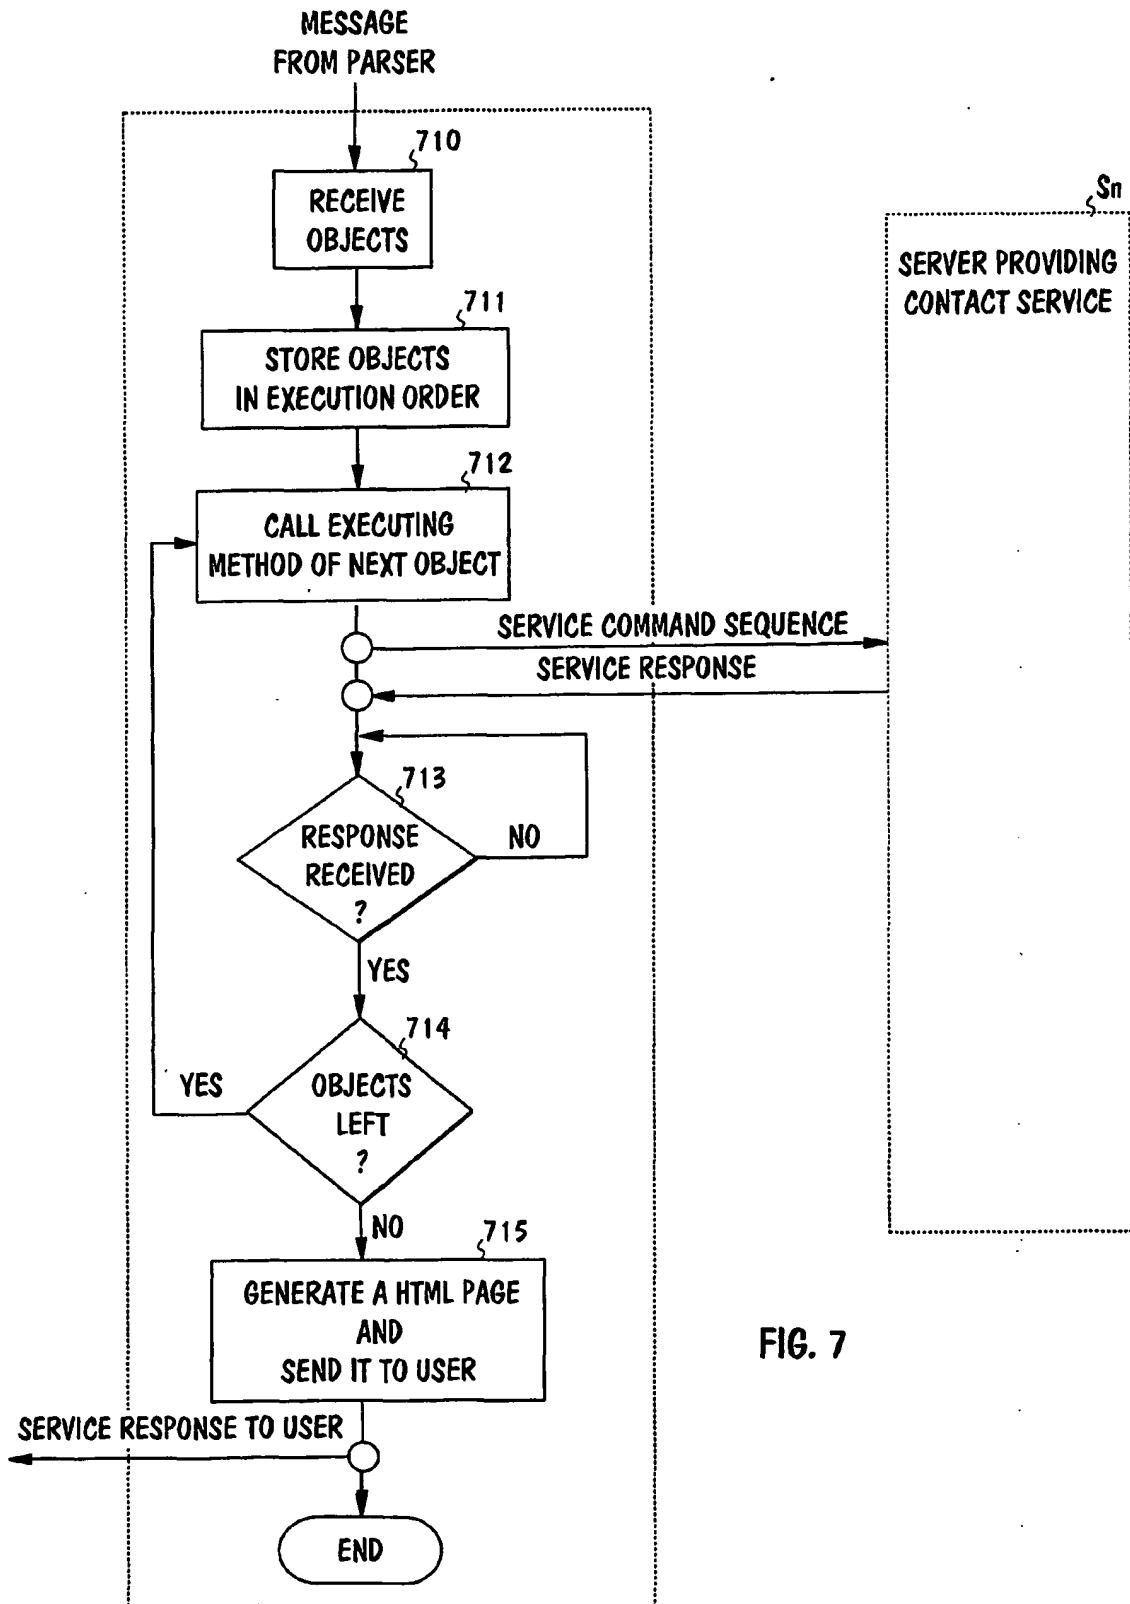 MESSAGE
FROM PARSER
710
RECEIVE
OBJECTS
Sn
SERVER PROVIDING
CONTACT SERVICE
711
STORE OBJECTS
IN EXECUTION ORDER
712
CALL EXECUTING
METHOD OF NEXT OBJECT
SERVICE COMMAND SEQUENCE
SERVICE RESPONSE
713
RESPONSE
RECEIVED
?
NO
YES
714
OBJECTS
LEFT
?
YES
NO
715
GENERATE A HTML PAGE
AND
SEND IT TO USER
FIG. 7
SERVICE RESPONSE TO USER
END